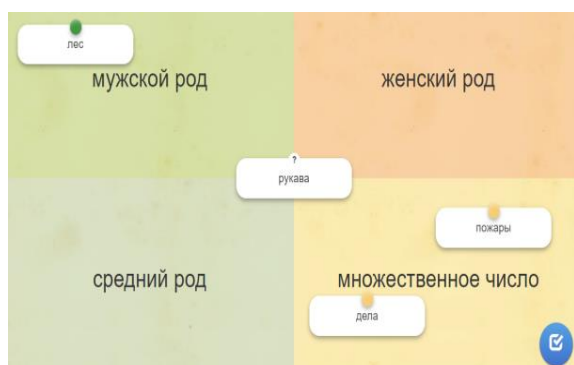 лес
мужской род
женский род
?
рукава
пожары
средний род
множественное число
дела